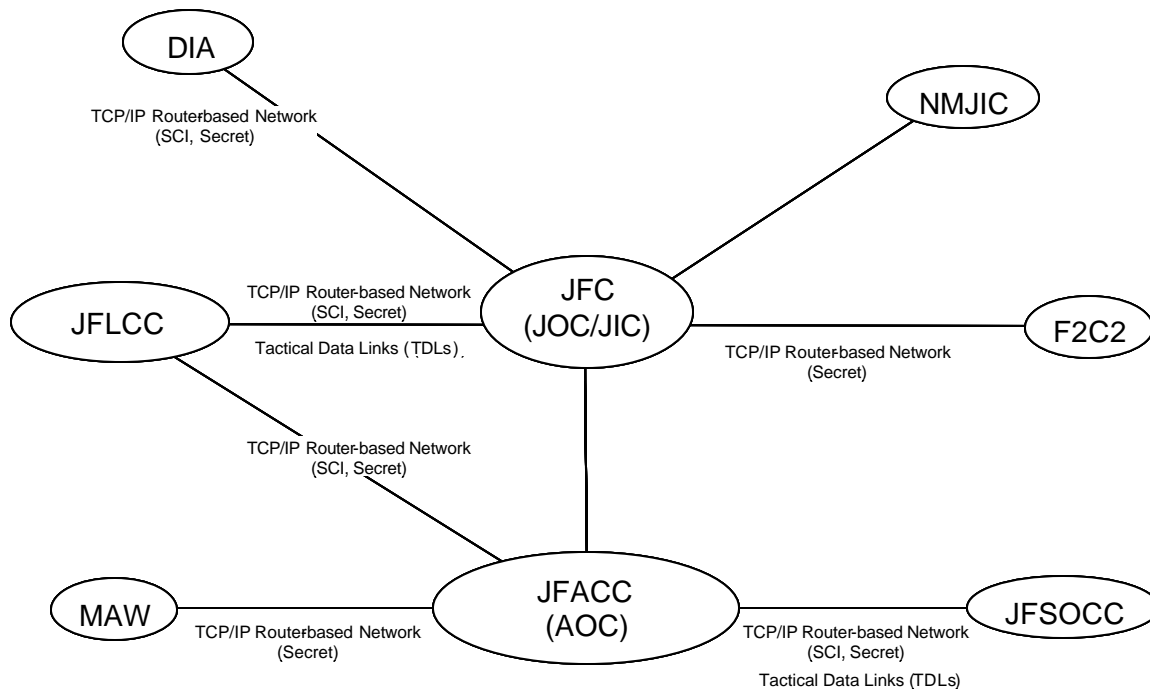 DIA
TCP/IP Router-based Network
(SCI, Secret)
NMJIC
JFC
(JOC/JIC)
TCP/IP Router-based Network
(SCI, Secret)
JFLCC
Tactical Data Links (TDLs)
F2C2
TCP/IP Router-based Network
(Secret)
TCP/IP Router-based Network
(SCI, Secret)
JFACC
(AOC)
MAW
TCP/IP Router-based Network
(Secret)
JFSOCC
TCP/IP Router-based Network
(SCI, Secret)
Tactical Data Links (TDLs)